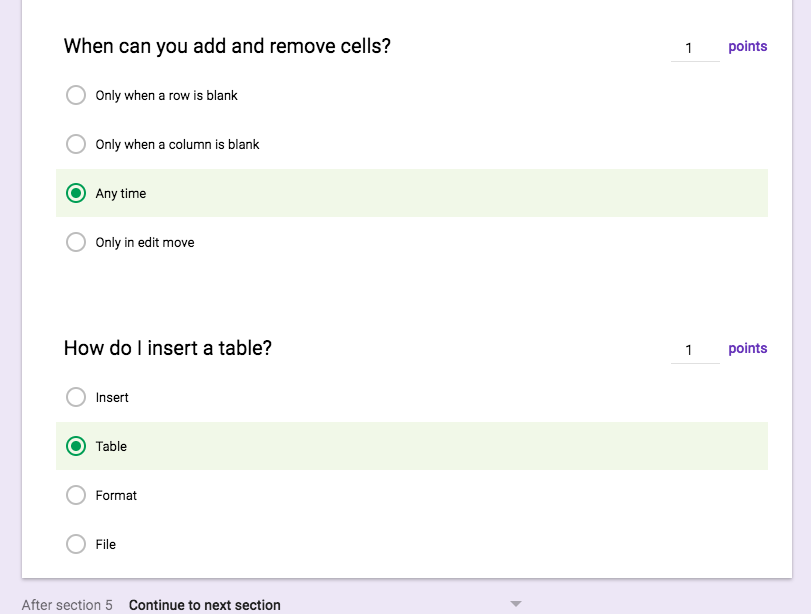 When can you add and remove cells?
1 points
Only when a row is blank
Only when a column is blank
Any time
Only in edit move
How do I insert a table?
1 points
Insert
Table
Format
File
After section 5 Continue to next section